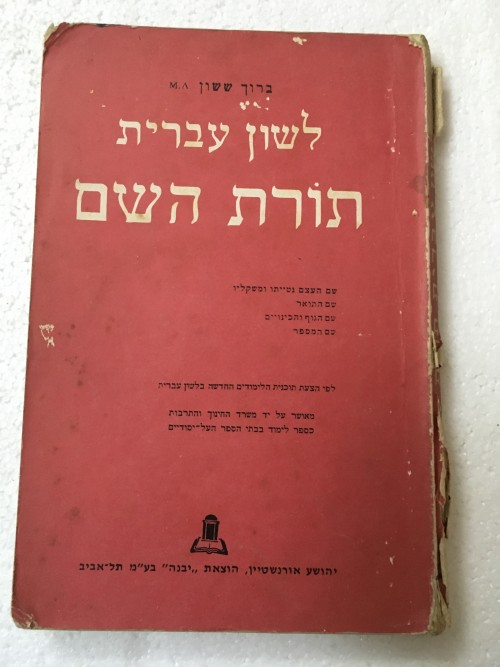 ברוך ששון M.A.
לשון עברית
תורת השם
שם העצם נטייתו ומשקליו
שם התואר
שם הגוף והכינויים
שם המספר
לפי הצעת תוכנית הלימודים החדשה בלשון עברית
מאושר על יד משרד החינוך והתרבות
כספר לימוד בבתי הספר העל־יסודיים
יהושע אורנשטיין, הוצאת „יבנה" בע"מ תל־אביב